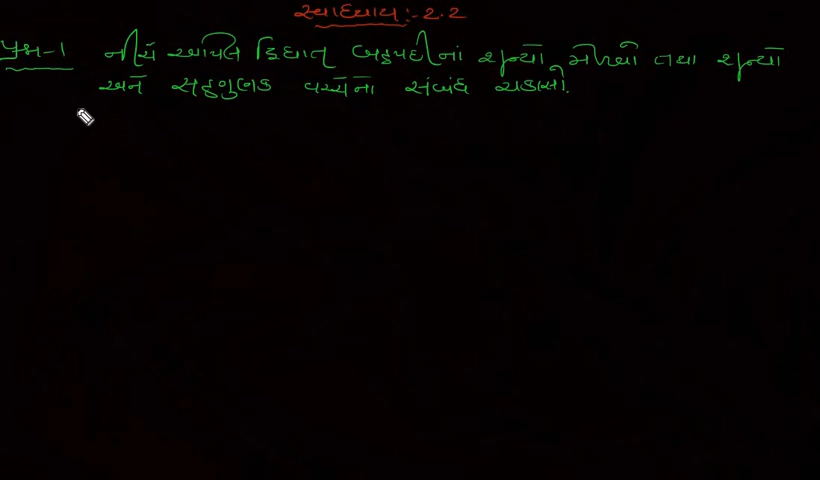 સ્વાધ્યાય:-2.2
પ્રશ્ન-1 નીચે આપેલ દ્વિઘાત બહુપદીનાં શૂન્યો મેળવો તથા શૂન્યો
અને સહગુણક વચ્ચેના સંબંધ ચકાસો.